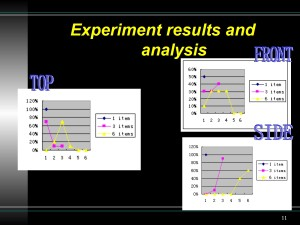 Experiment results and
analysis
FRONT
60%
50%
40%
30%
20%
10%
0%
1 2 3 4 5 6
1 item
3 items
6 items
TOP
120%
100%
80%
60%
40%
20%
0%
1 2 3 4 5 6
1 item
3 items
6 items
SIDE
120%
100%
80%
60%
40%
20%
0%
1 2 3 4 5 6
1 item
3 items
6 items
11